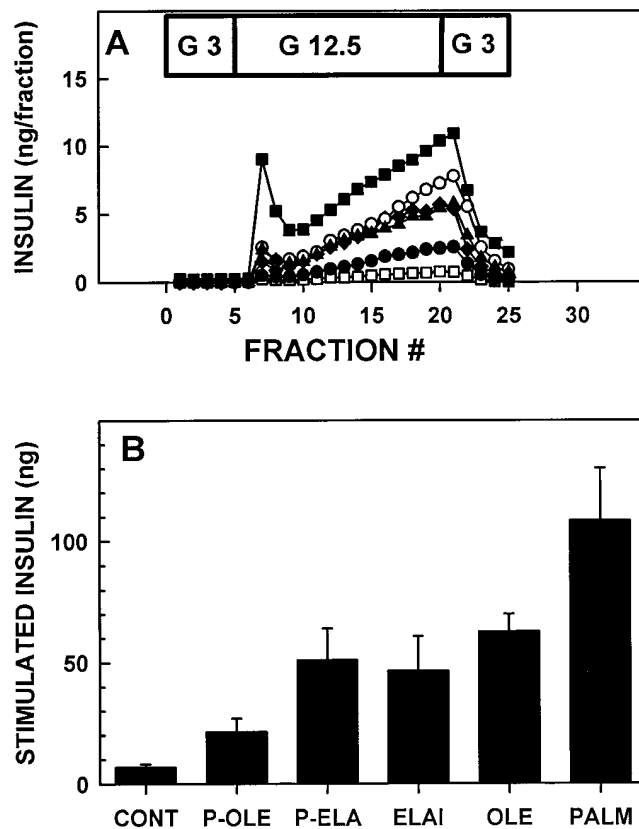 A
G 3
G 12.5
G 3
INSULIN (ng/fraction)
15
10
5
0
0
5
10
15
20
25
30
FRACTION #
B
STIMULATED INSULIN (ng)
100
50
0
CONT
P-OLE
P-ELA
ELAI
OLE
PALM